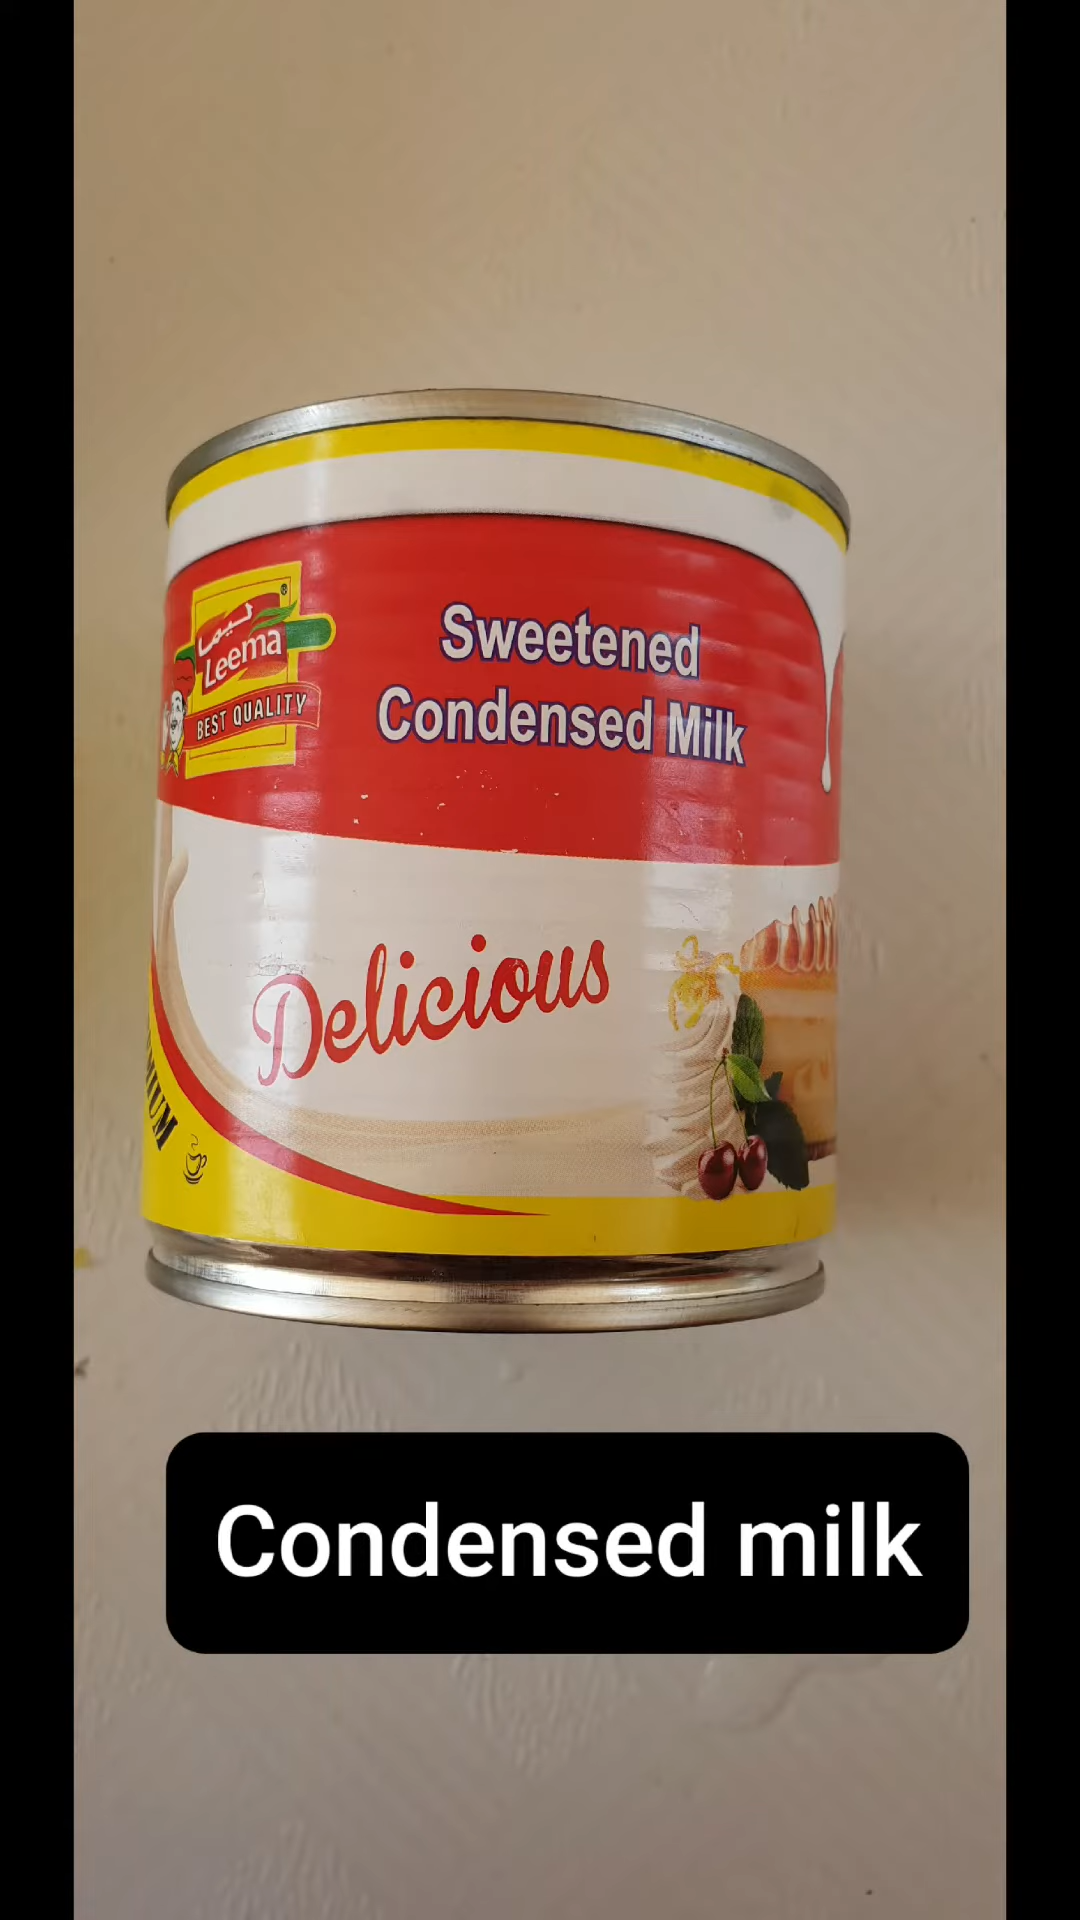 ليما
Leema
®
BEST QUALITY
Sweetened
Condensed Milk
Delicious
Condensed milk